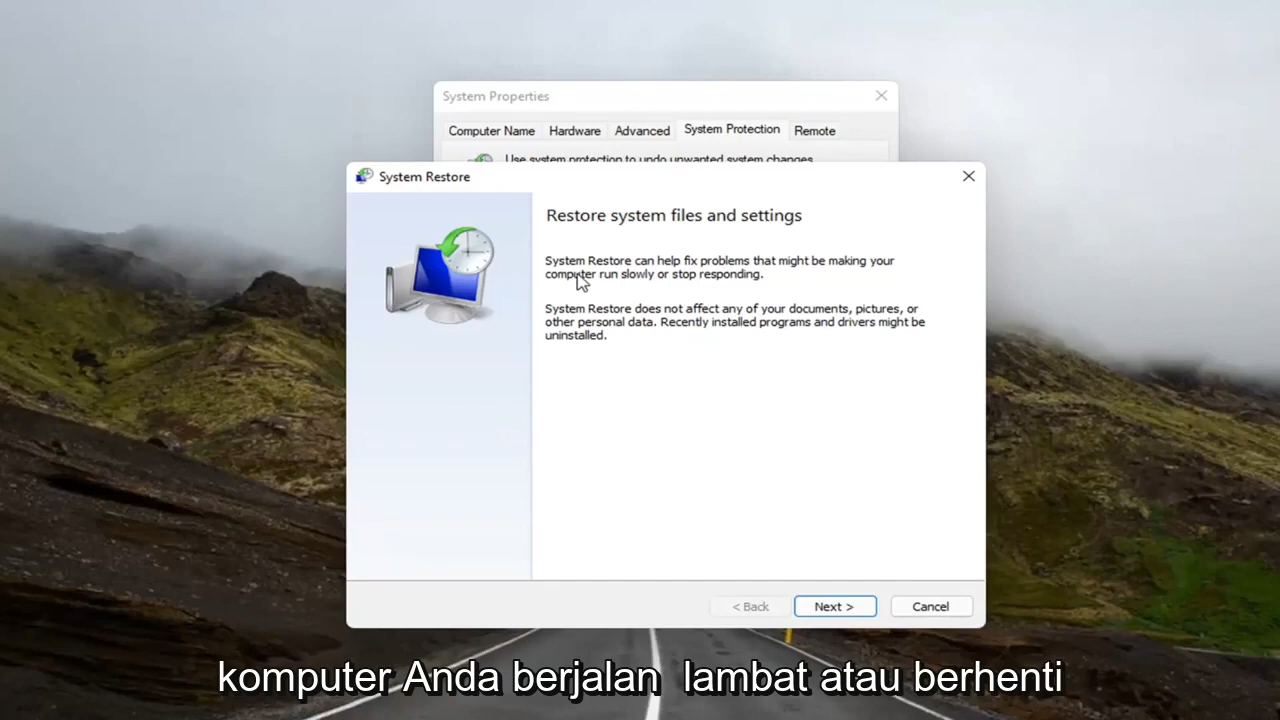 System Properties
Computer Name Hardware Advanced System Protection Remote
Use system protection to undo unwanted system changes.
System Restore
Restore system files and settings
System Restore can help fix problems that might be making your
computer run slowly or stop responding.
System Restore does not affect any of your documents, pictures, or
other personal data. Recently installed programs and drivers might be
uninstalled.
< Back Next > Cancel
komputer Anda berjalan lambat atau berhenti